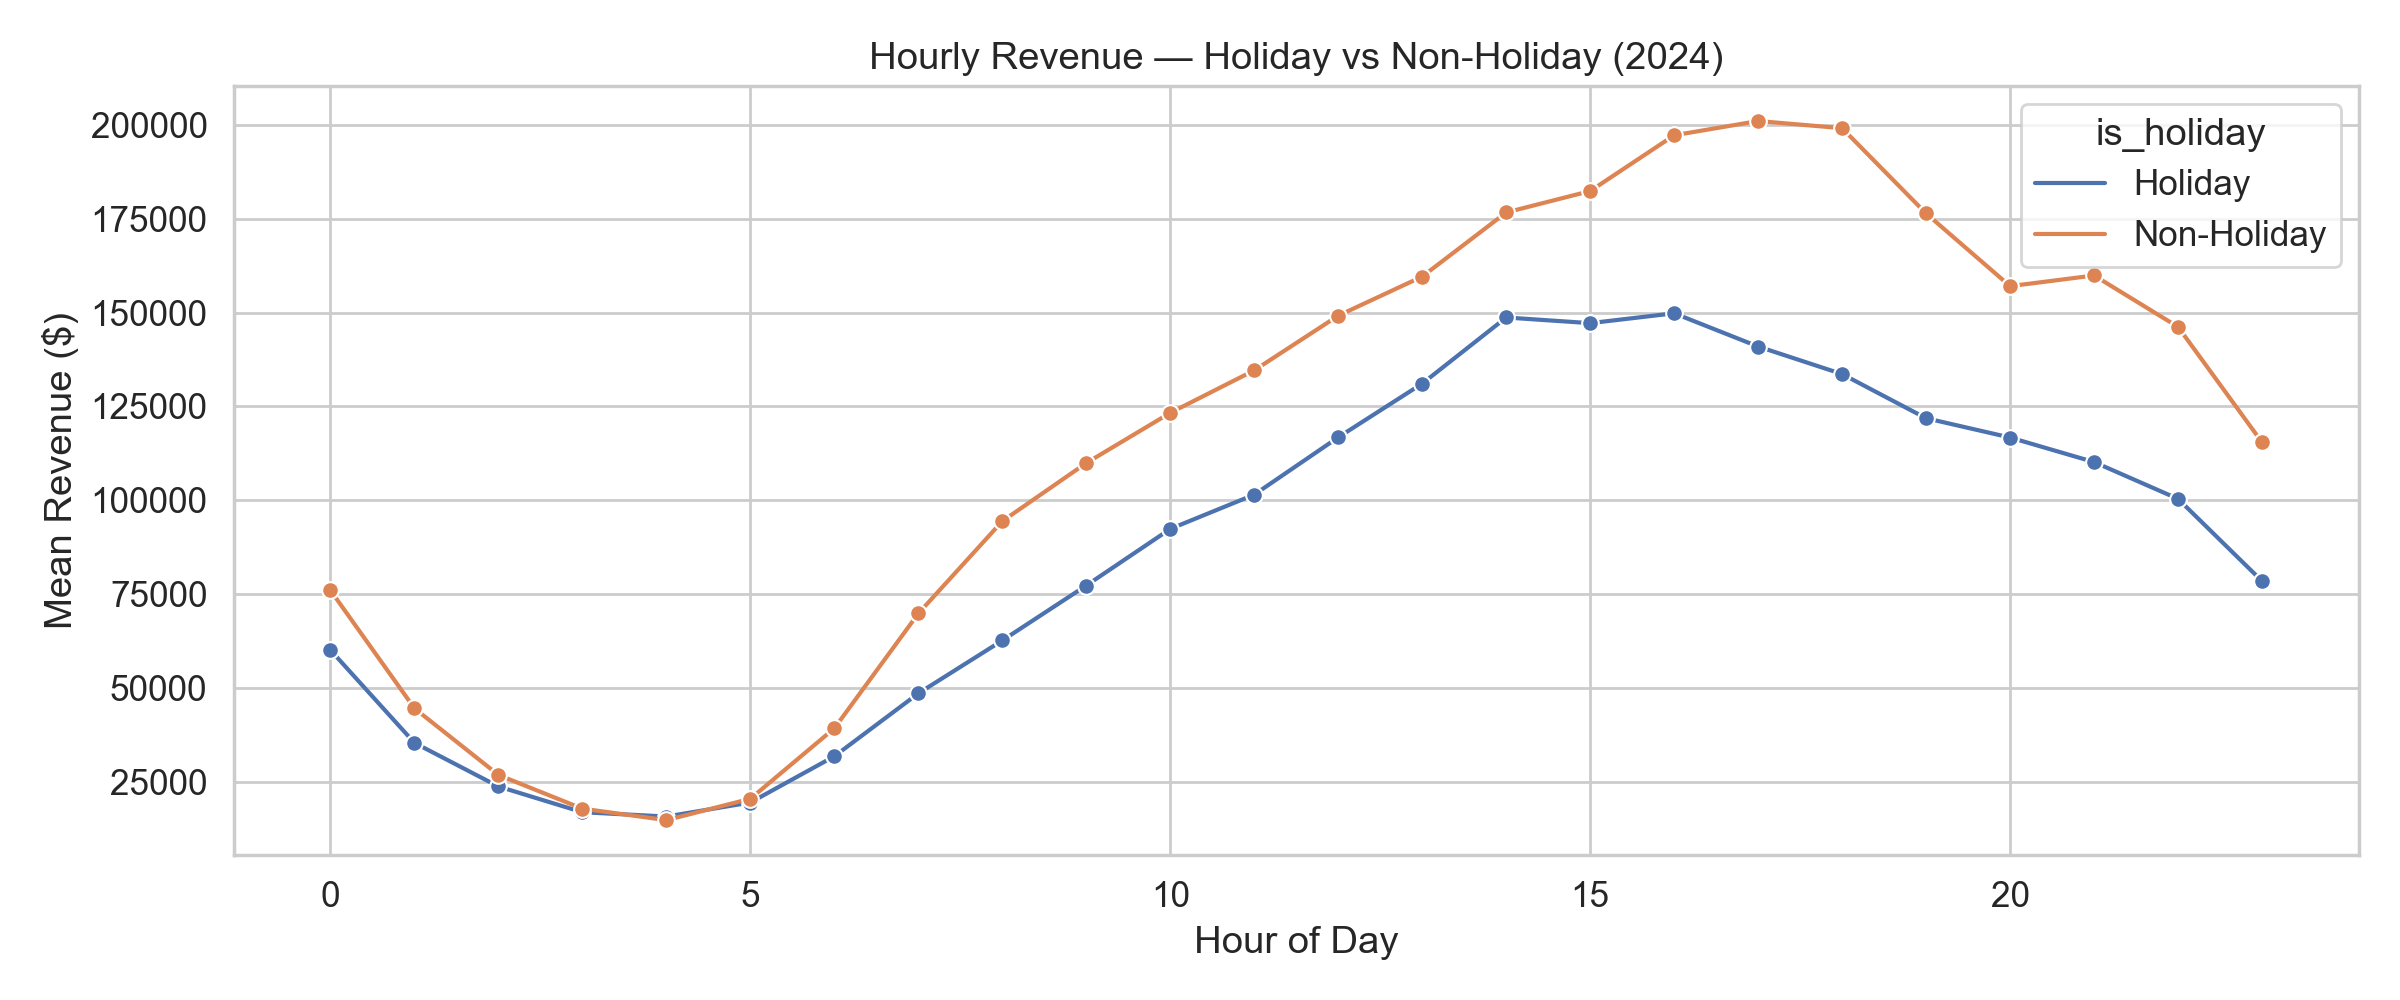 Hourly Revenue — Holiday vs Non-Holiday (2024)
200000
175000
150000
125000
100000
75000
50000
25000
Mean Revenue ($)
is_holiday
Holiday
Non-Holiday
0 5 10 15 20
Hour of Day